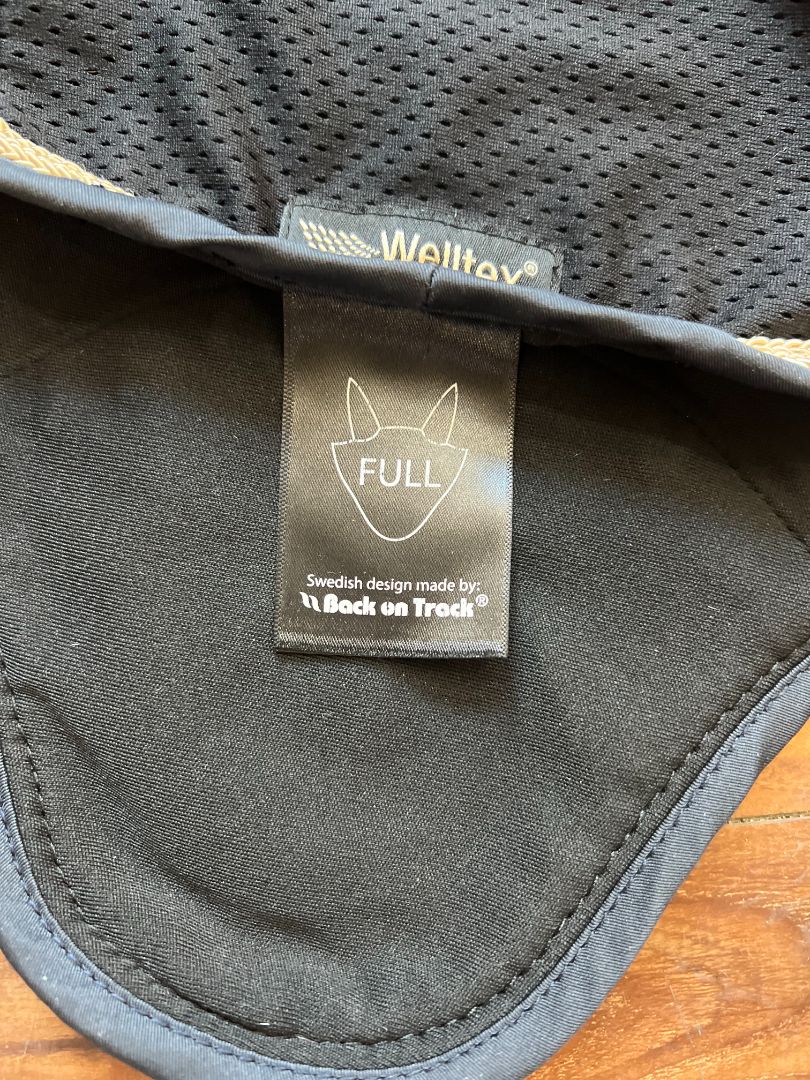 Welltex®
FULL
Swedish design made by:
Back on Track®